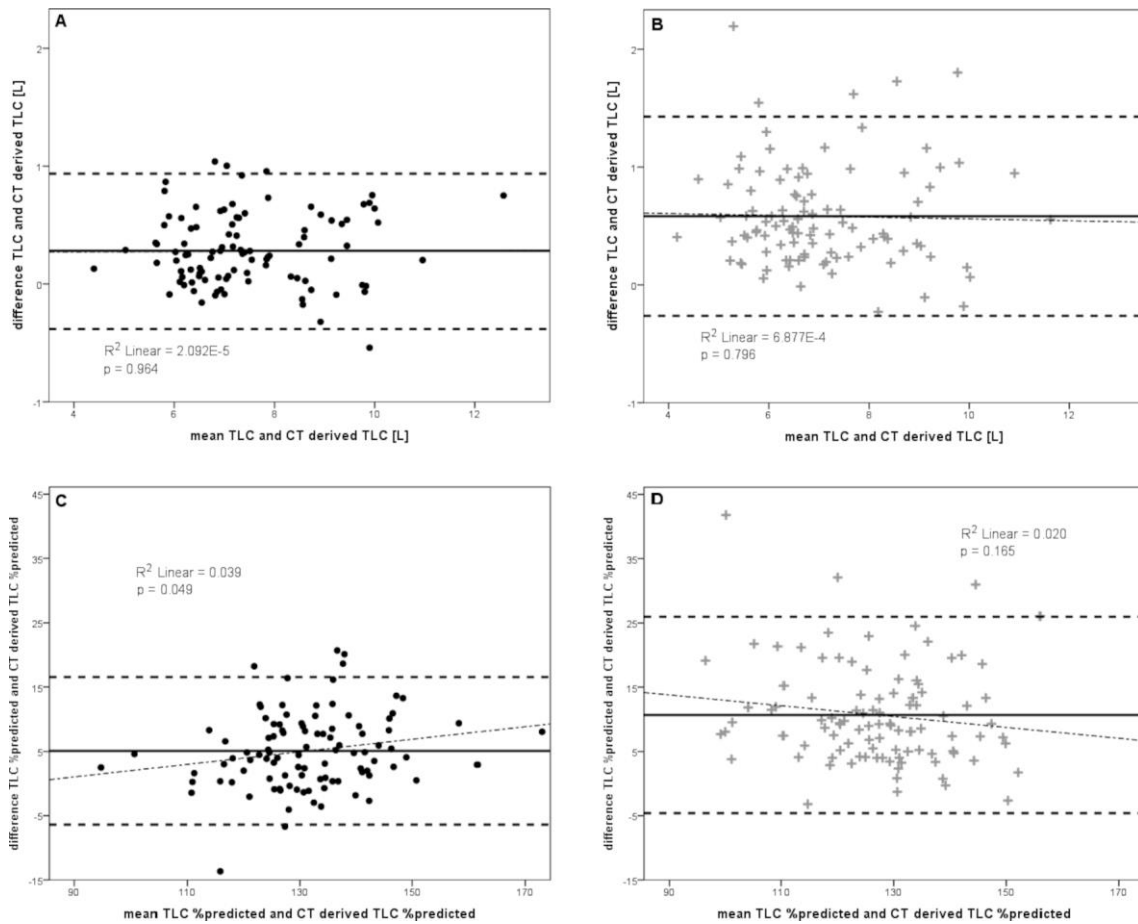 A
difference TLC and CT derived TLC [L]
2
1
0
-1
R² Linear = 2.092E-5
p = 0.964
4 6 8 10 12
mean TLC and CT derived TLC [L]
B
difference TLC and CT derived TLC [L]
2
1
0
-1
R² Linear = 6.877E-4
p = 0.796
4 6 8 10 12
mean TLC and CT derived TLC [L]
C
difference TLC %predicted and CT derived TLC %predicted
45
35
25
15
5
-5
-15
R² Linear = 0.039
p = 0.049
90 110 130 150 170
mean TLC %predicted and CT derived TLC %predicted
D
difference TLC %predicted and CT derived TLC %predicted
45
35
25
15
5
-5
-15
R² Linear = 0.020
p = 0.165
90 110 130 150 170
mean TLC %predicted and CT derived TLC %predicted